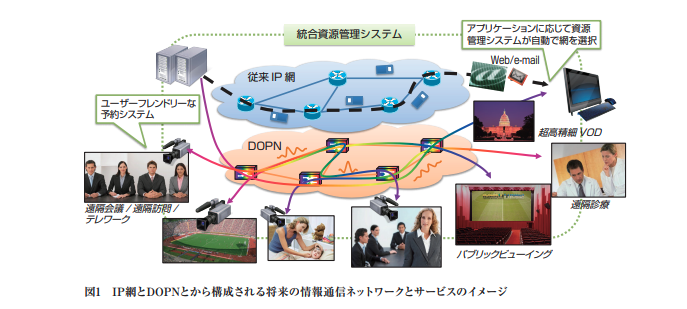 統合資源管理システム
アプリケーションに応じて資源
管理システムが自動で網を選択
従来 IP 網
Web/e-mail
ユーザーフレンドリーな
予約システム
DOPN
超高精細 VOD
遠隔会議 / 遠隔訪問 /
テレワーク
遠隔診療
パブリックビューイング
図1 IP網とDOPNとから構成される将来の情報通信ネットワークとサービスのイメージ